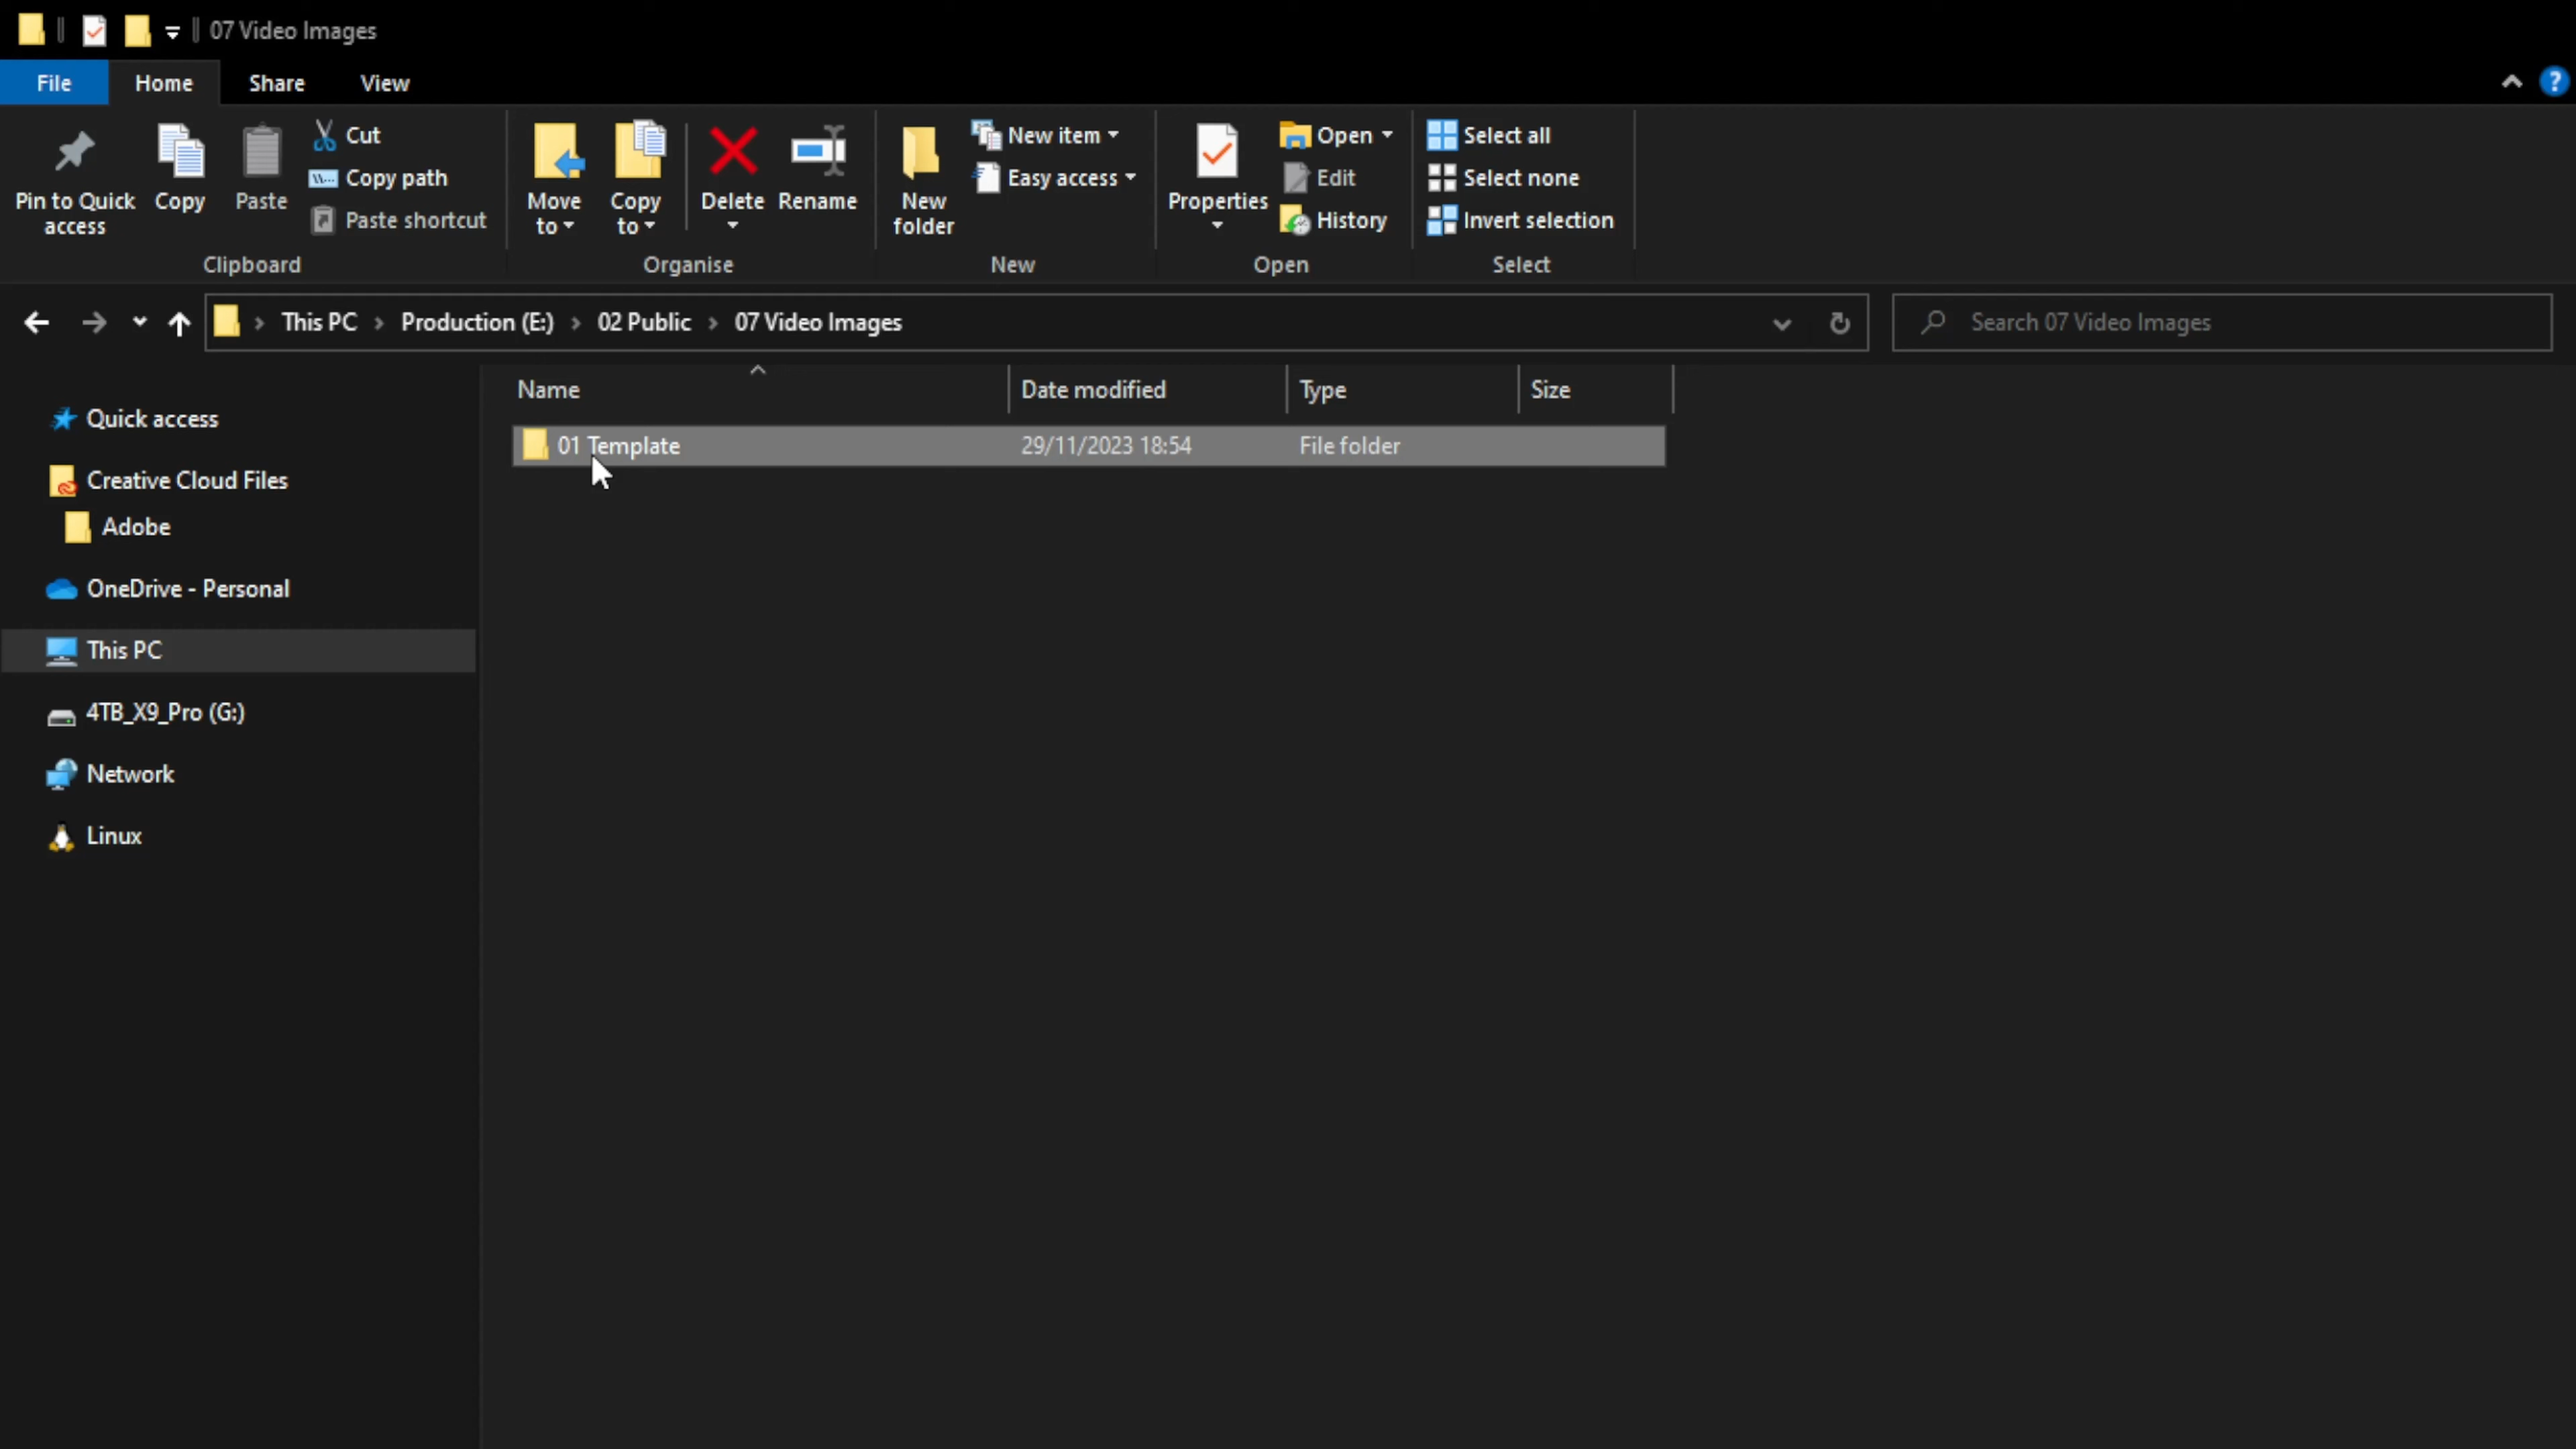 07 Video Images
File Home Share View
Pin to Quick access
Copy
Paste
Cut
Copy path
Paste shortcut
Clipboard
Move to
Copy to
Delete
Rename
Organise
New folder
New item
Easy access
New
Properties
Open
Edit
History
Open
Select all
Select none
Invert selection
Select
This PC Production (E:) 02 Public 07 Video Images
Search 07 Video Images
Quick access
Creative Cloud Files
Adobe
OneDrive - Personal
This PC
4TB_X9_Pro (G:)
Network
Linux
Name Date modified Type Size
01 Template 29/11/2023 18:54 File folder